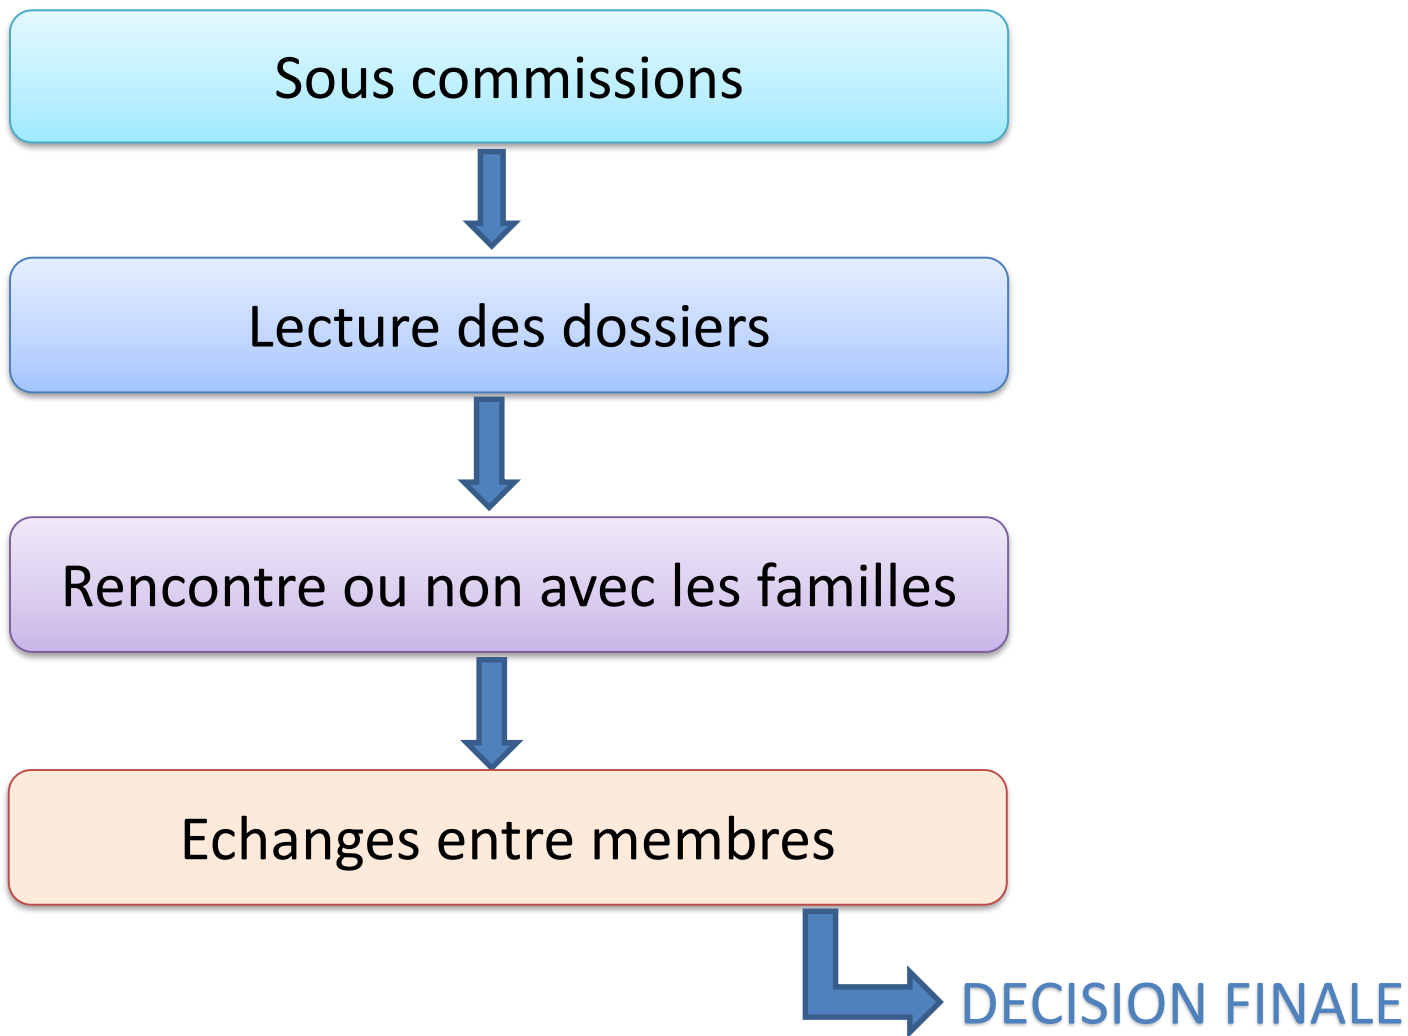 Sous commissions
Lecture des dossiers
Rencontre ou non avec les familles
Echanges entre membres
DECISION FINALE